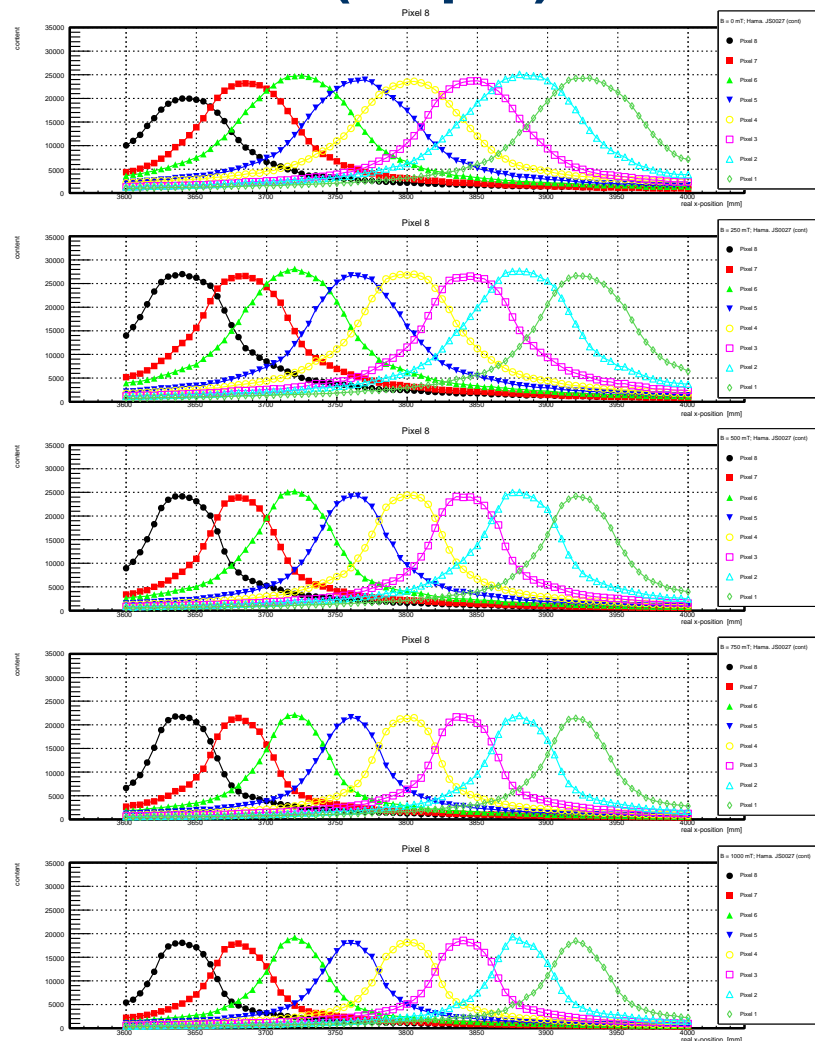 Pixel 8
content
35000
30000
25000
20000
15000
10000
5000
0
3600 3650 3700 3750 3800 3850 3900 3950 4000
real x-position [mm]
B = 0 mT; Hama. JS0027 (cont)
Pixel 8
Pixel 7
Pixel 6
Pixel 5
Pixel 4
Pixel 3
Pixel 2
Pixel 1
Pixel 8
content
35000
30000
25000
20000
15000
10000
5000
0
3600 3650 3700 3750 3800 3850 3900 3950 4000
real x-position [mm]
B = 250 mT; Hama. JS0027 (cont)
Pixel 8
Pixel 7
Pixel 6
Pixel 5
Pixel 4
Pixel 3
Pixel 2
Pixel 1
Pixel 8
content
35000
30000
25000
20000
15000
10000
5000
0
3600 3650 3700 3750 3800 3850 3900 3950 4000
real x-position [mm]
B = 500 mT; Hama. JS0027 (cont)
Pixel 8
Pixel 7
Pixel 6
Pixel 5
Pixel 4
Pixel 3
Pixel 2
Pixel 1
Pixel 8
content
35000
30000
25000
20000
15000
10000
5000
0
3600 3650 3700 3750 3800 3850 3900 3950 4000
real x-position [mm]
B = 750 mT; Hama. JS0027 (cont)
Pixel 8
Pixel 7
Pixel 6
Pixel 5
Pixel 4
Pixel 3
Pixel 2
Pixel 1
Pixel 8
content
35000
30000
25000
20000
15000
10000
5000
0
3600 3650 3700 3750 3800 3850 3900 3950 4000
real x-position [mm]
B = 1000 mT; Hama. JS0027 (cont)
Pixel 8
Pixel 7
Pixel 6
Pixel 5
Pixel 4
Pixel 3
Pixel 2
Pixel 1